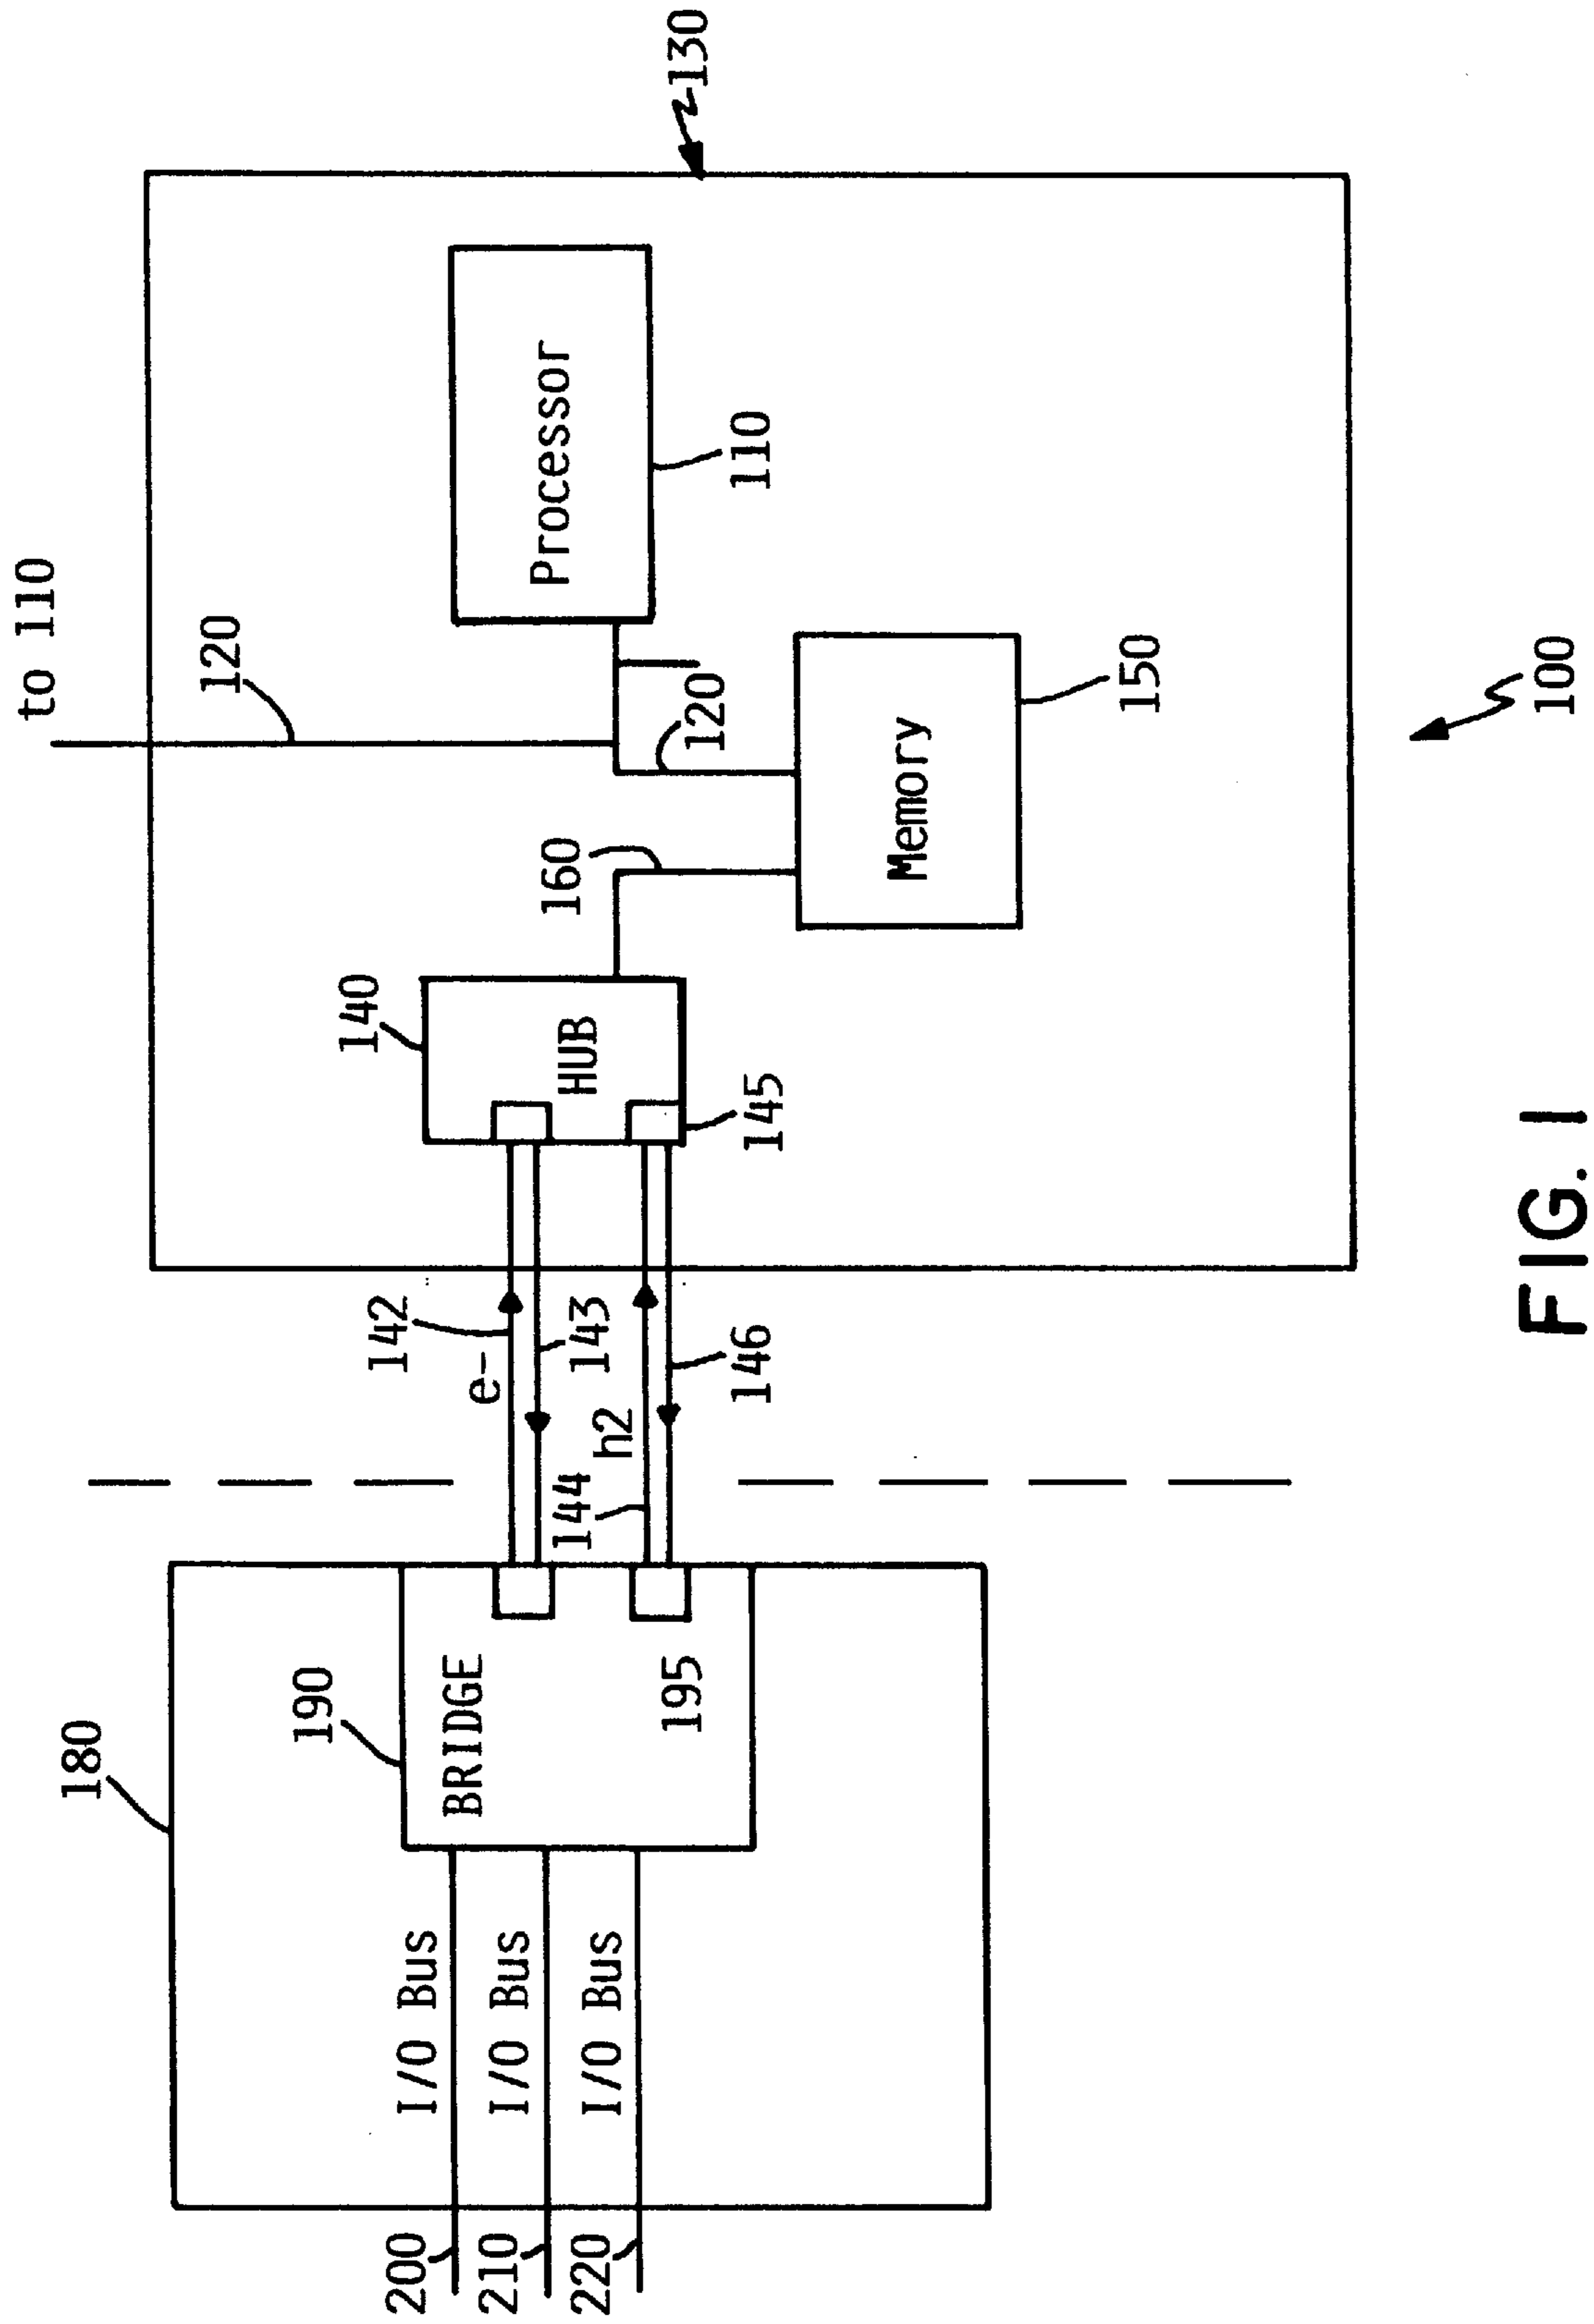 to 110
120
130
Processor
110
120
160
Memory
150
140
HUB
145
100
142
e-
143
h2
144
146
180
190
BRIDGE
195
I/O Bus
I/O Bus
I/O Bus
200
210
220
FIG. 1